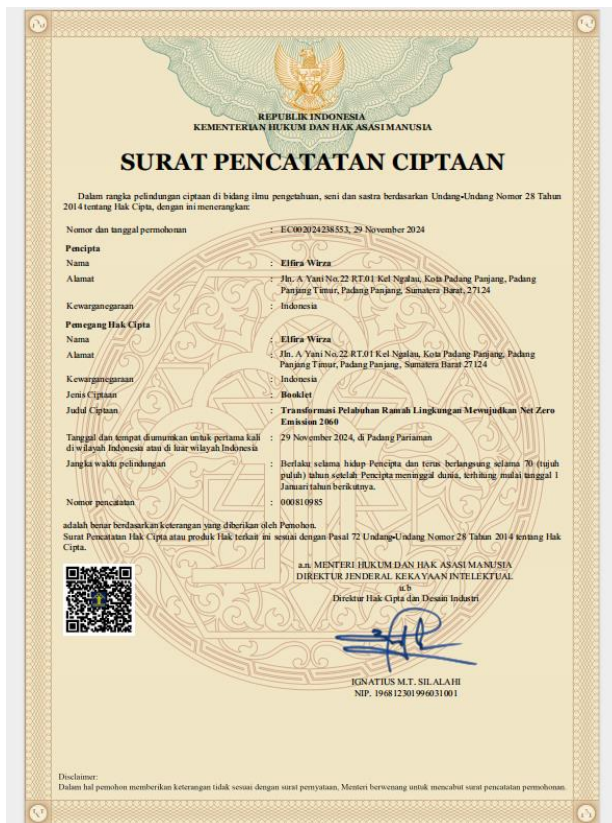 REPUBLIK INDONESIA
KEMENTERIAN HUKUM DAN HAK ASASI MANUSIA
SURAT PENCATATAN CIPTAAN
Dalam rangka pelindungan ciptaan di bidang ilmu pengetahuan, seni dan sastra berdasarkan Undang-Undang Nomor 28 Tahun
2014 tentang Hak Cipta, dengan ini menerangkan:
Nomor dan tanggal permohonan : EC002024238553, 29 November 2024
Pencipta
Nama : Elfira Wirza
Alamat : Jln. A Yani No.22 RT.01 Kel Ngalau, Kota Padang Panjang, Padang
Panjang Timur, Padang Panjang, Sumatera Barat, 27124
Kewarganegaraan : Indonesia
Pemegang Hak Cipta
Nama : Elfira Wirza
Alamat : Jln. A Yani No.22 RT.01 Kel Ngalau, Kota Padang Panjang, Padang
Panjang Timur, Padang Panjang, Sumatera Barat 27124
Kewarganegaraan : Indonesia
Jenis Ciptaan : Booklet
Judul Ciptaan : Transformasi Pelabuhan Ramah Lingkungan Mewujudkan Net Zero
Emission 2060
Tanggal dan tempat diumumkan untuk pertama kali : 29 November 2024, di Padang Pariaman
di wilayah Indonesia atau di luar wilayah Indonesia
Jangka waktu pelindungan : Berlaku selama hidup Pencipta dan terus berlangsung selama 70 (tujuh
puluh) tahun setelah Pencipta meninggal dunia, terhitung mulai tanggal 1
Januari tahun berikutnya.
Nomor pencatatan : 000810985
adalah benar berdasarkan keterangan yang diberikan oleh Pemohon.
Surat Pencatatan Hak Cipta atau produk Hak terkait ini sesuai dengan Pasal 72 Undang-Undang Nomor 28 Tahun 2014 tentang Hak
Cipta.
a.n. MENTERI HUKUM DAN HAK ASASI MANUSIA
DIREKTUR JENDERAL KEKAYAAN INTELEKTUAL
u.b
Direktur Hak Cipta dan Desain Industri
IGNATIUS M.T. SILALAHI
NIP. 196812301996031001
Disclaimer:
Dalam hal pemohon memberikan keterangan tidak sesuai dengan surat pernyataan, Menteri berwenang untuk mencabut surat pencatatan permohonan.